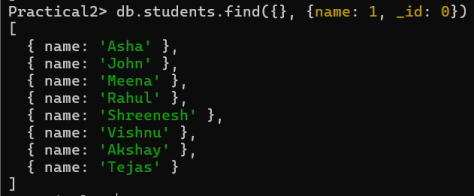 Practical2> db.students.find({}, {name: 1, _id: 0})
[
  { name: 'Asha' },
  { name: 'John' },
  { name: 'Meena' },
  { name: 'Rahul' },
  { name: 'Shreenesh' },
  { name: 'Vishnu' },
  { name: 'Akshay' },
  { name: 'Tejas' }
]